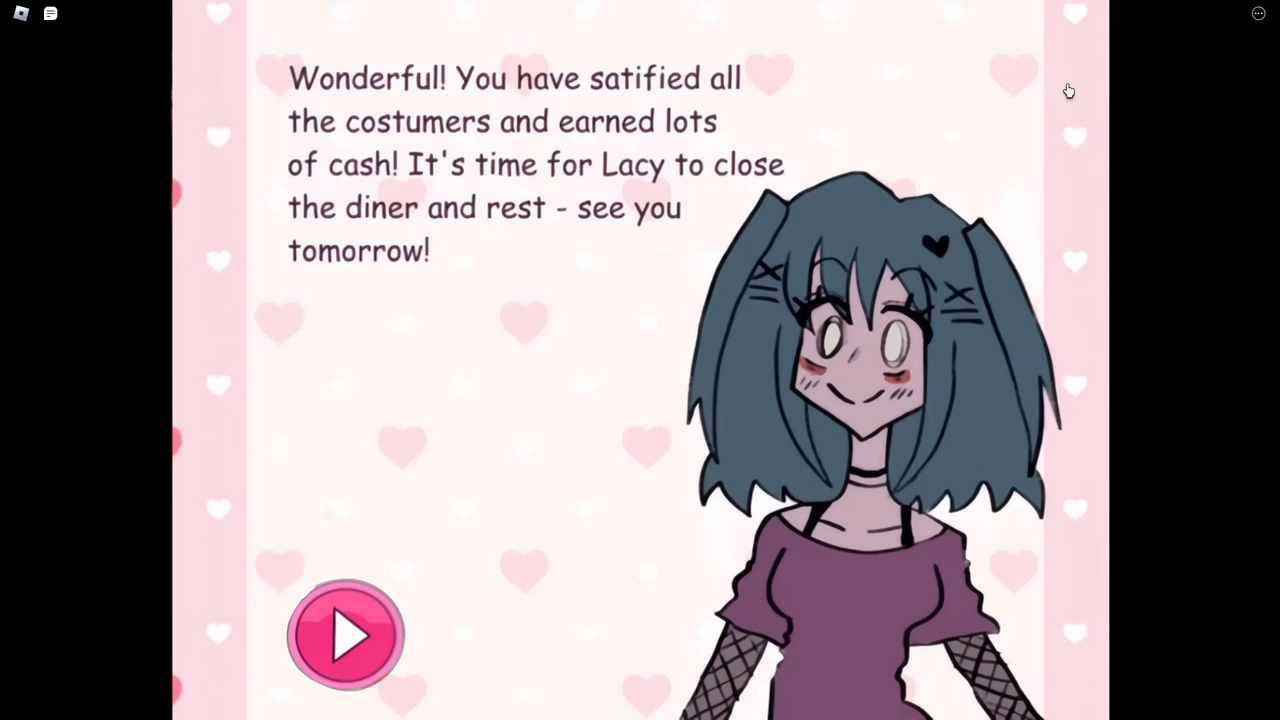 Wonderful! You have satified all
the costumers and earned lots
of cash! It's time for Lacy to close
the diner and rest - see you
tomorrow!